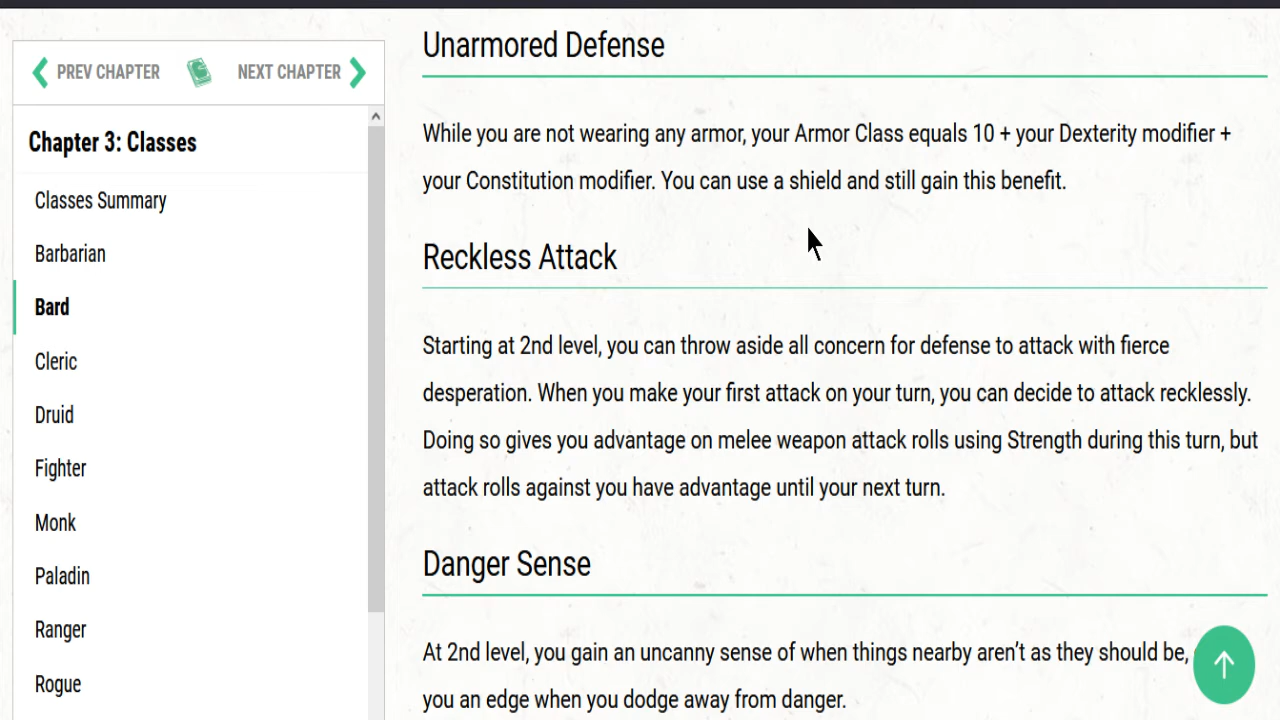 PREV CHAPTER
NEXT CHAPTER
Chapter 3: Classes
Classes Summary
Barbarian
Bard
Cleric
Druid
Fighter
Monk
Paladin
Ranger
Rogue
Unarmored Defense
While you are not wearing any armor, your Armor Class equals 10 + your Dexterity modifier +
your Constitution modifier. You can use a shield and still gain this benefit.
Reckless Attack
Starting at 2nd level, you can throw aside all concern for defense to attack with fierce
desperation. When you make your first attack on your turn, you can decide to attack recklessly.
Doing so gives you advantage on melee weapon attack rolls using Strength during this turn, but
attack rolls against you have advantage until your next turn.
Danger Sense
At 2nd level, you gain an uncanny sense of when things nearby aren’t as they should be,
you an edge when you dodge away from danger.